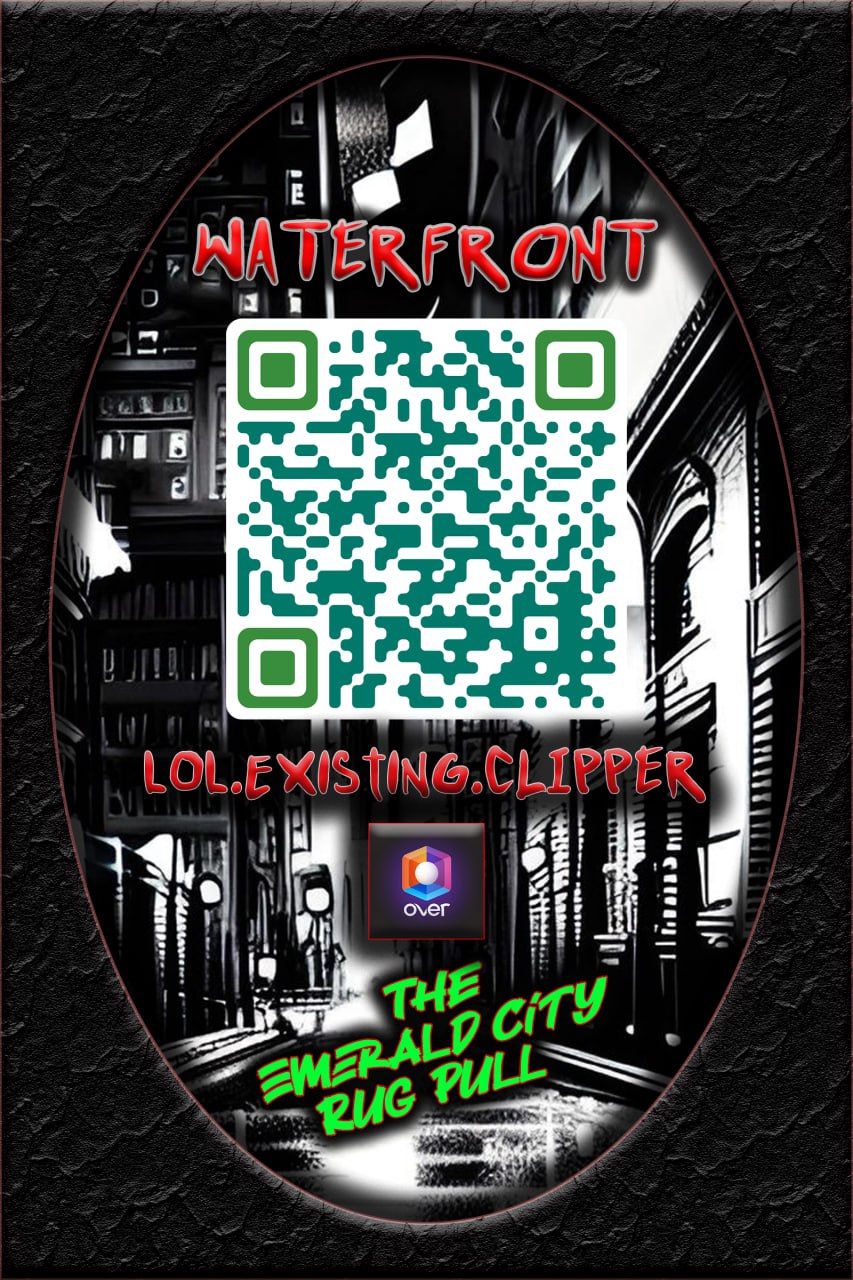 WATERFRONT
LOL.EXISTING.CLIPPER
over
THE
EMERALD CITY
RUG PULL